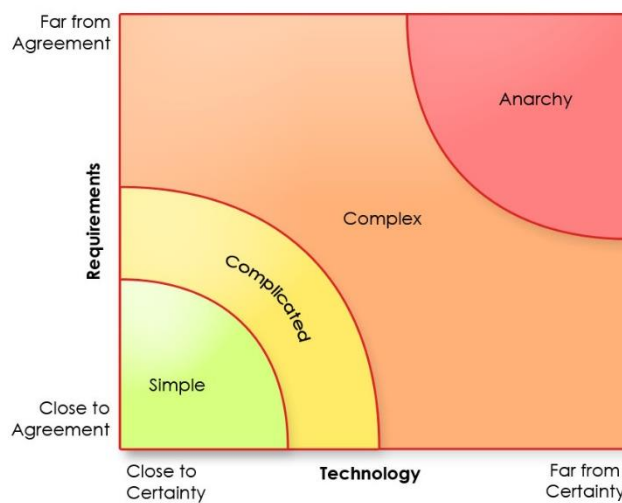 Far from
Agreement
Anarchy
Requirements
Complex
Complicated
Simple
Close to
Agreement
Close to
Certainty
Technology
Far from
Certainty